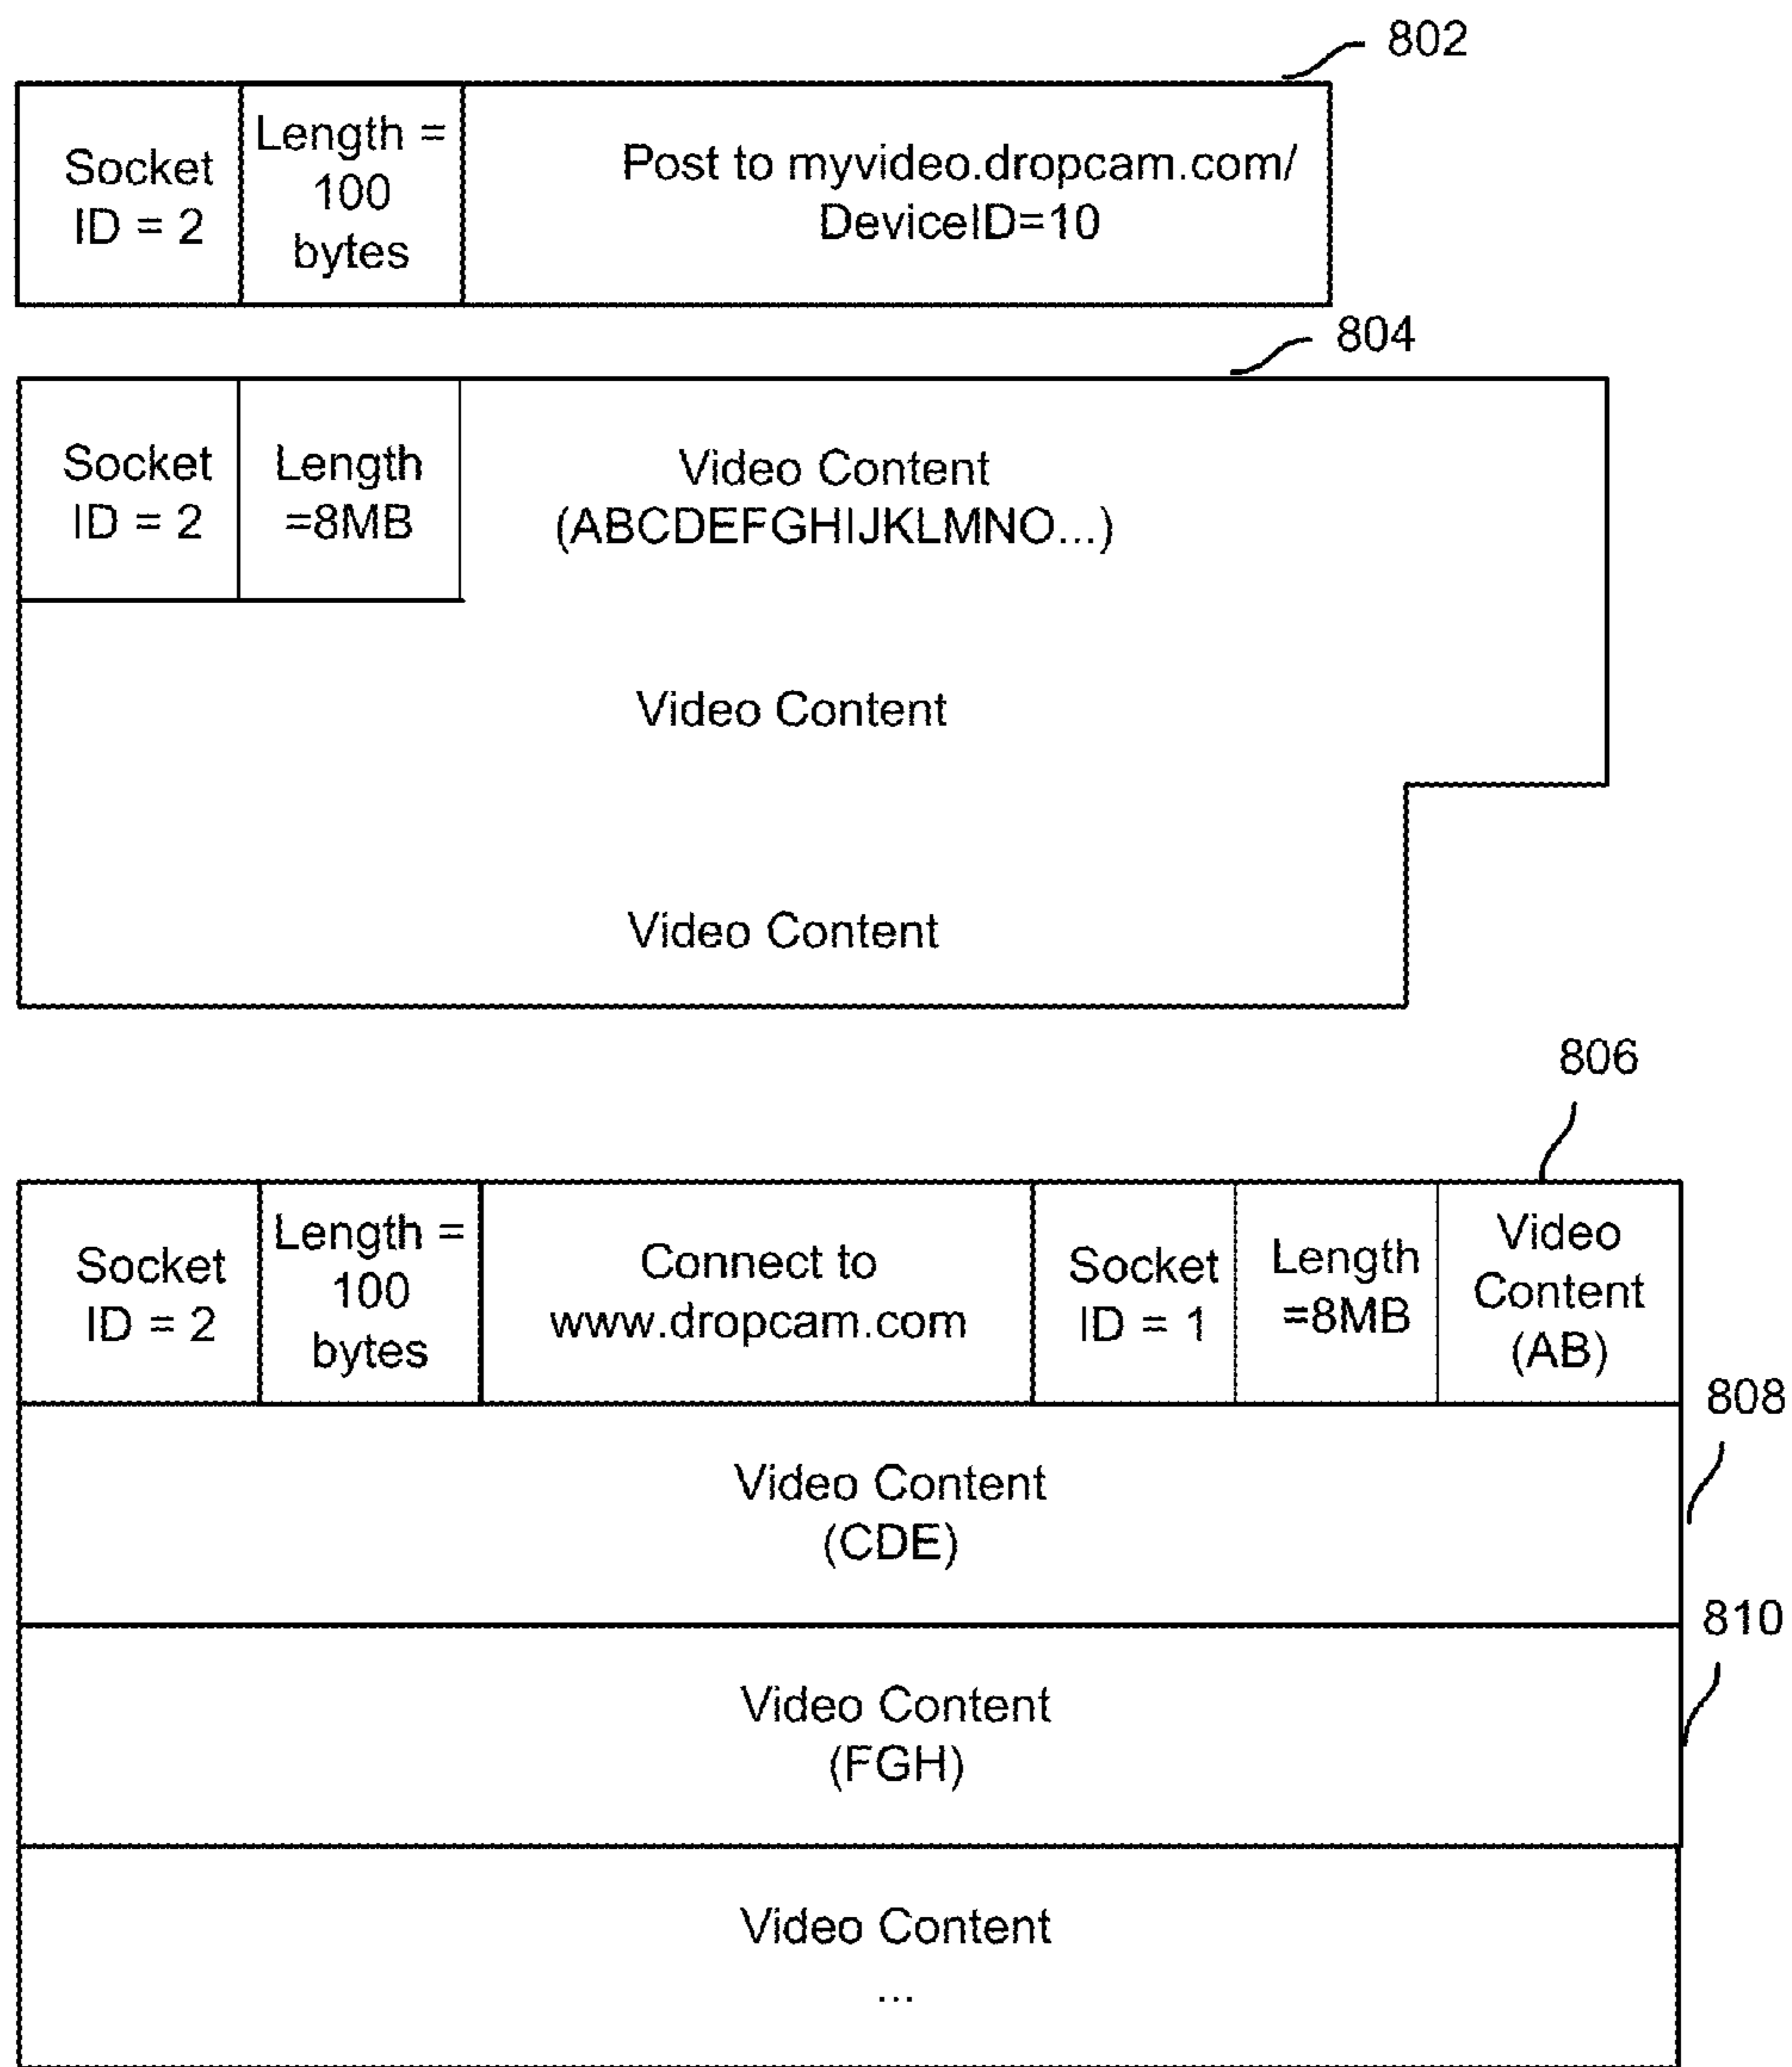 802
Socket
ID = 2
Length =
100
bytes
Post to myvideo.dropcam.com/
DeviceID=10
804
Socket
ID = 2
Length
=8MB
Video Content
(ABCDEFGHIJKLMNO...)
Video Content
Video Content
806
Socket
ID = 2
Length =
100
bytes
Connect to
www.dropcam.com
Socket
ID = 1
Length
=8MB
Video
Content
(AB)
808
Video Content
(CDE)
810
Video Content
(FGH)
Video Content
...